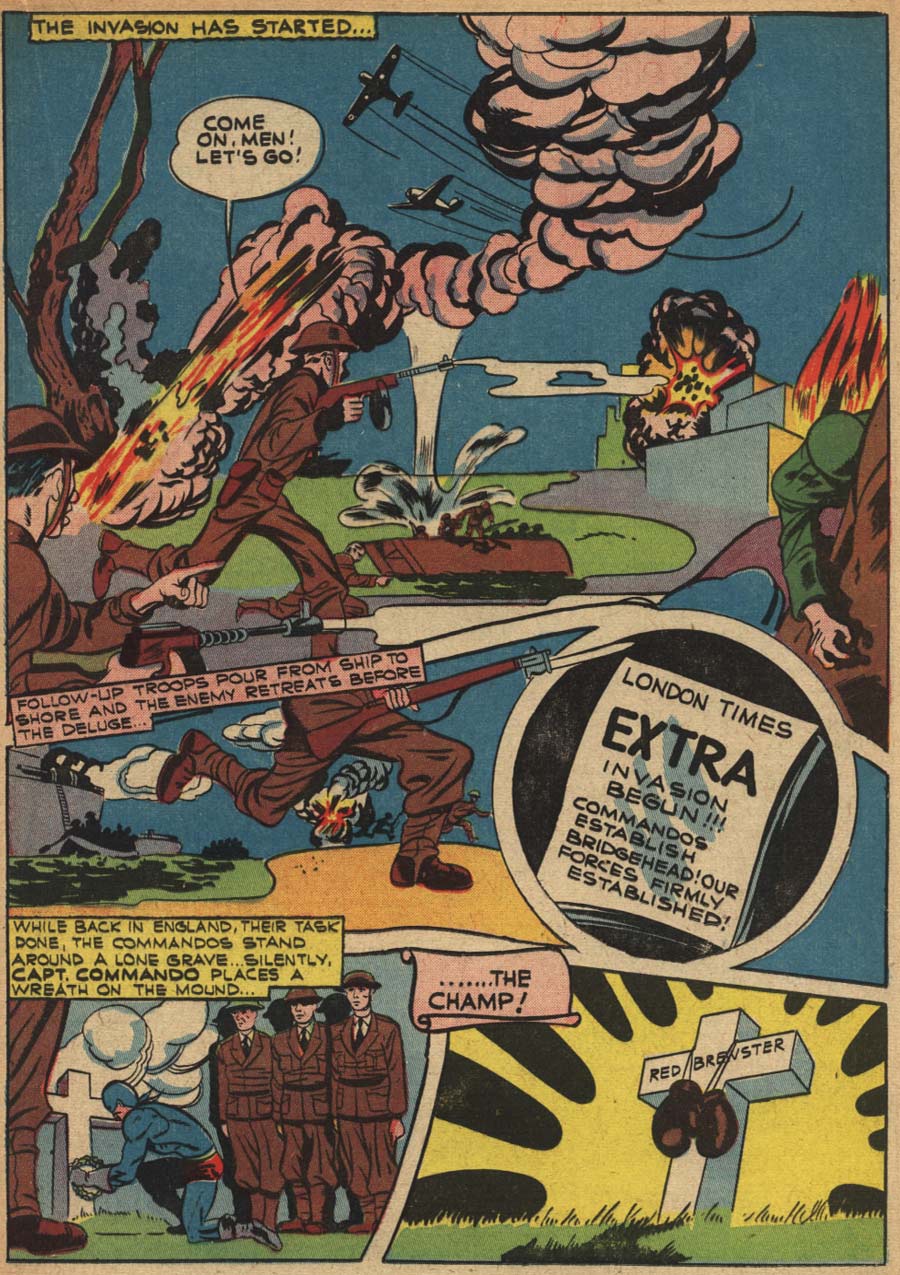 THE INVASION HAS STARTED...
COME
ON, MEN!
LET'S GO!
FOLLOW-UP TROOPS POUR FROM SHIP TO
SHORE AND THE ENEMY RETREATS BEFORE
THE DELUGE...
LONDON TIMES
EXTRA
INVASION
BEGUN!!!
COMMANDOS
ESTABLISH
BRIDGEHEAD! OUR
FORCES FIRMLY
ESTABLISHED!
WHILE BACK IN ENGLAND, THEIR TASK
DONE, THE COMMANDOS STAND
AROUND A LONE GRAVE... SILENTLY,
CAPT. COMMANDO PLACES A
WREATH ON THE MOUND...
.......THE
CHAMP!
RED BREWSTER